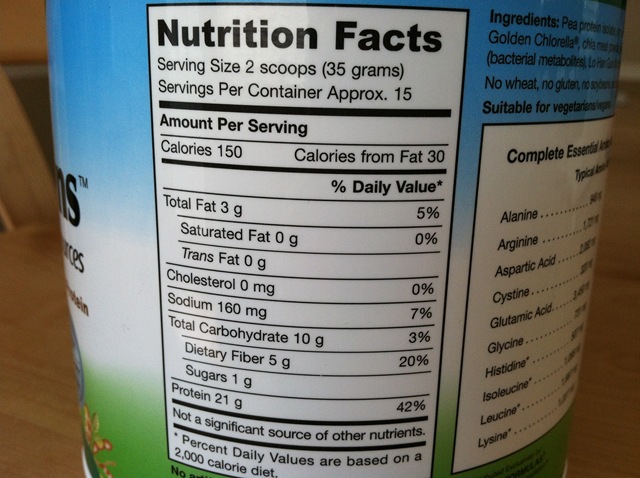 Nutrition Facts
Serving Size 2 scoops (35 grams)
Servings Per Container Approx. 15
Amount Per Serving
Calories 150 Calories from Fat 30
% Daily Value*
Total Fat 3 g 5%
Saturated Fat 0 g 0%
Trans Fat 0 g
Cholesterol 0 mg 0%
Sodium 160 mg 7%
Total Carbohydrate 10 g 3%
Dietary Fiber 5 g 20%
Sugars 1 g
Protein 21 g 42%
Not a significant source of other nutrients.
* Percent Daily Values are based on a
2,000 calorie diet.
No
Ingredients: Pea protein
Golden Chlorella®, chia
(bacterial metabolites), Lo Han
No wheat, no gluten, no
Suitable for vegetarians/
Complete Essential
Typical
Alanine
Arginine
Aspartic Acid
Cystine
Glutamic Acid
Glycine
Histidine*
Isoleucine*
Leucine*
Lysine*